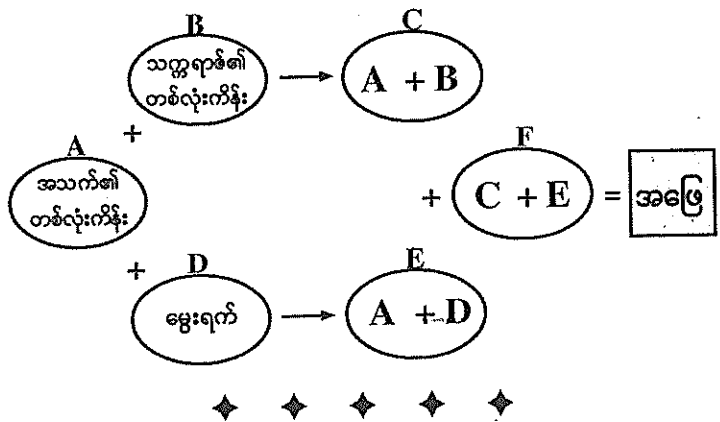 B
သက္ကရာဇ်၏
တစ်လုံးကိန်း
C
A + B
+
A
အသက်၏
တစ်လုံးကိန်း
F
+ C + E = အဖြေ
+
D
မွေးရက်
E
A + D